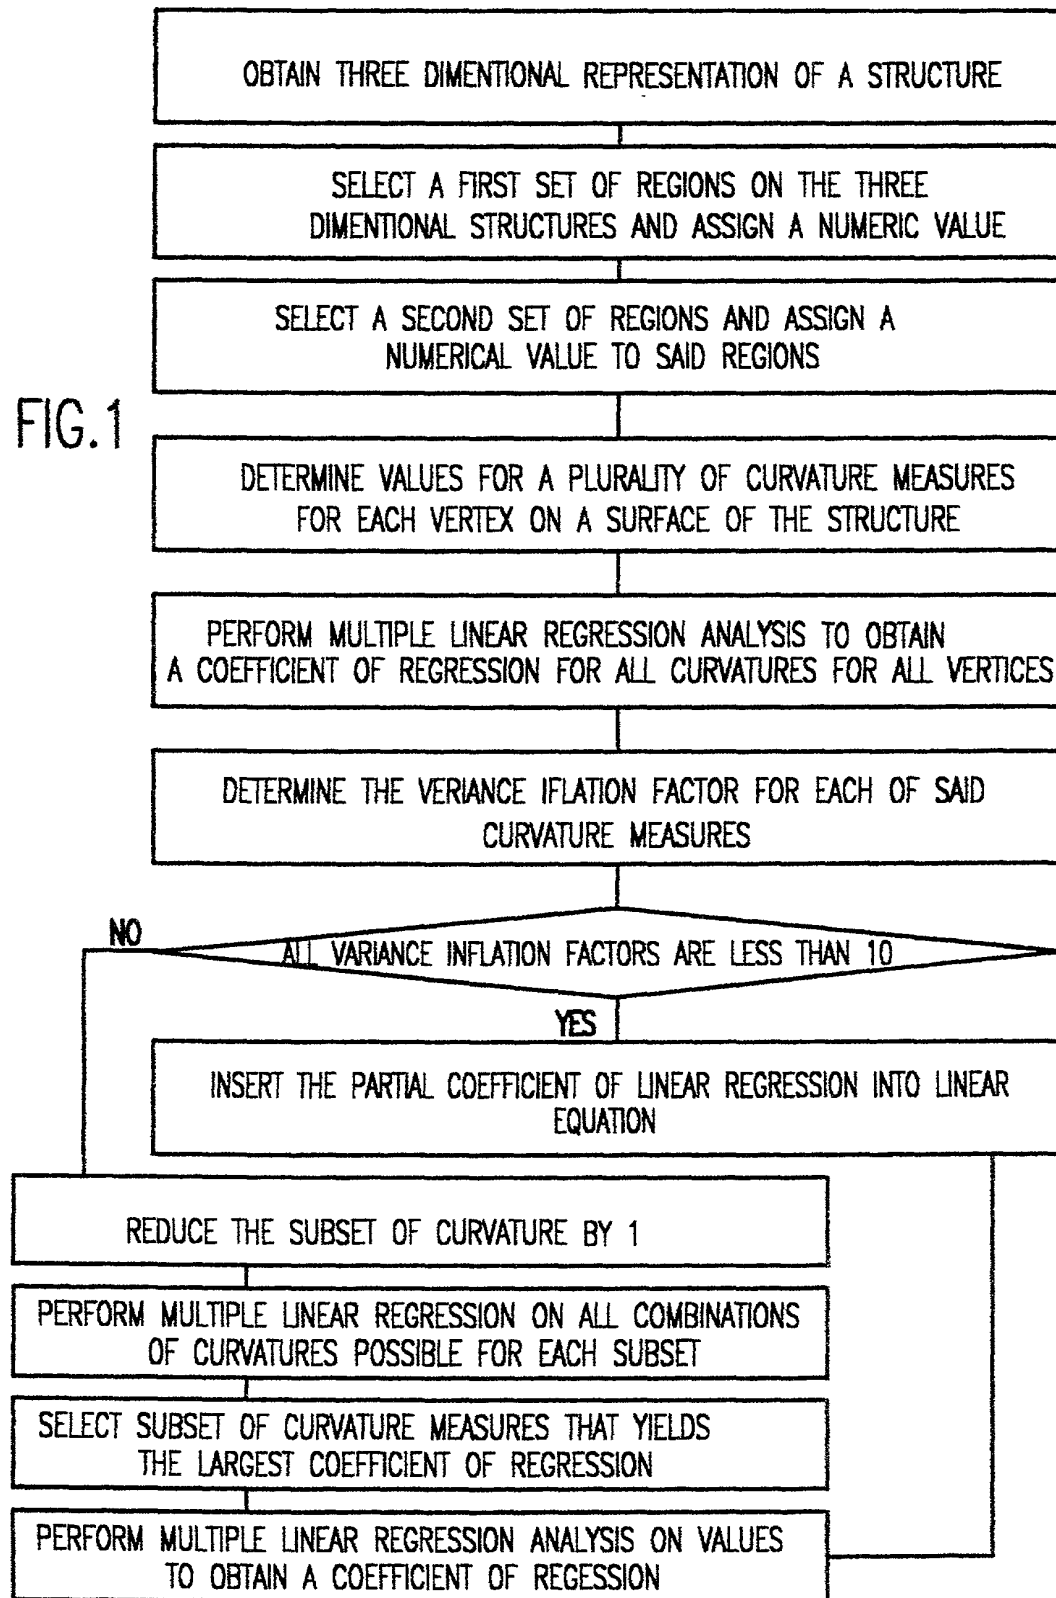 OBTAIN THREE DIMENTIONAL REPRESENTATION OF A STRUCTURE
SELECT A FIRST SET OF REGIONS ON THE THREE
DIMENTIONAL STRUCTURES AND ASSIGN A NUMERIC VALUE
SELECT A SECOND SET OF REGIONS AND ASSIGN A
NUMERICAL VALUE TO SAID REGIONS
FIG.1
DETERMINE VALUES FOR A PLURALITY OF CURVATURE MEASURES
FOR EACH VERTEX ON A SURFACE OF THE STRUCTURE
PERFORM MULTIPLE LINEAR REGRESSION ANALYSIS TO OBTAIN
A COEFFICIENT OF REGRESSION FOR ALL CURVATURES FOR ALL VERTICES
DETERMINE THE VERIANCE IFLATION FACTOR FOR EACH OF SAID
CURVATURE MEASURES
NO
ALL VARIANCE INFLATION FACTORS ARE LESS THAN 10
YES
INSERT THE PARTIAL COEFFICIENT OF LINEAR REGRESSION INTO LINEAR
EQUATION
REDUCE THE SUBSET OF CURVATURE BY 1
PERFORM MULTIPLE LINEAR REGRESSION ON ALL COMBINATIONS
OF CURVATURES POSSIBLE FOR EACH SUBSET
SELECT SUBSET OF CURVATURE MEASURES THAT YIELDS
THE LARGEST COEFFICIENT OF REGRESSION
PERFORM MULTIPLE LINEAR REGRESSION ANALYSIS ON VALUES
TO OBTAIN A COEFFICIENT OF REGESSION